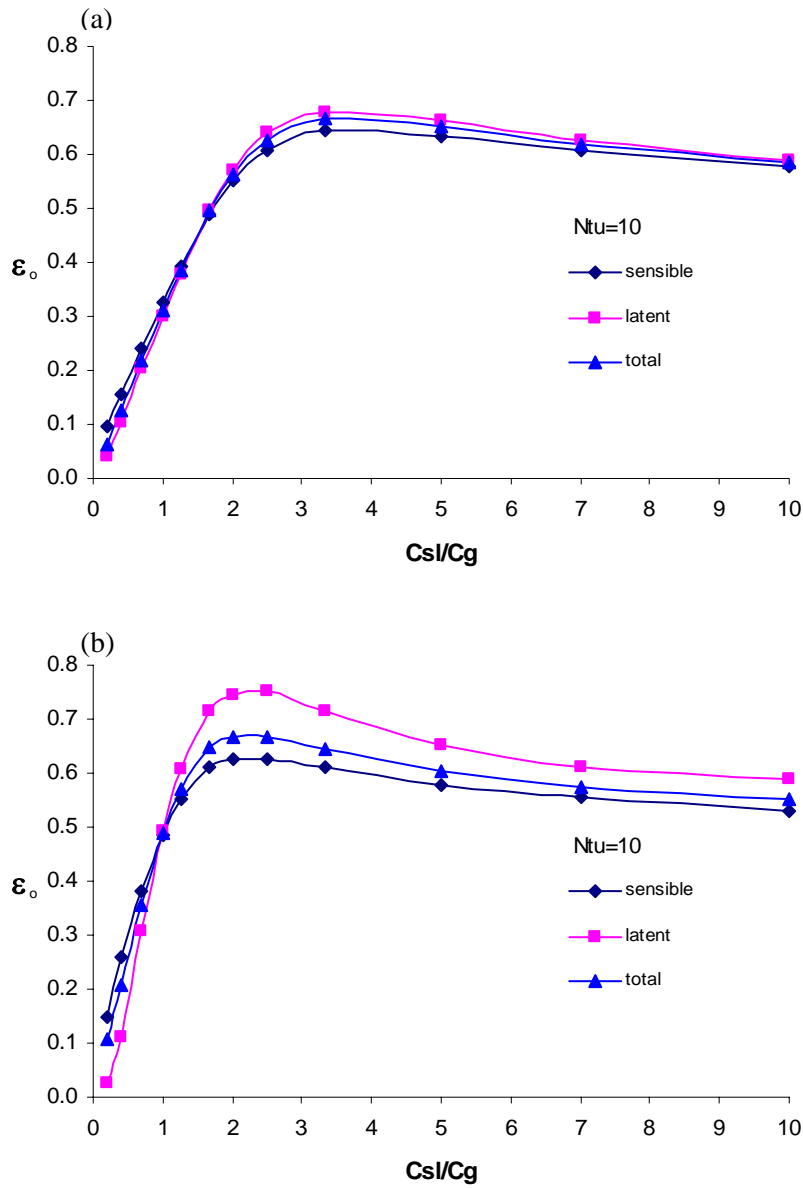 (a)
0.8
0.7
0.6
0.5
0.4
0.3
0.2
0.1
0.0
εo
Ntu=10
sensible
latent
total
0 1 2 3 4 5 6 7 8 9 10
Csl/Cg
(b)
0.8
0.7
0.6
0.5
0.4
0.3
0.2
0.1
0.0
εo
Ntu=10
sensible
latent
total
0 1 2 3 4 5 6 7 8 9 10
Csl/Cg